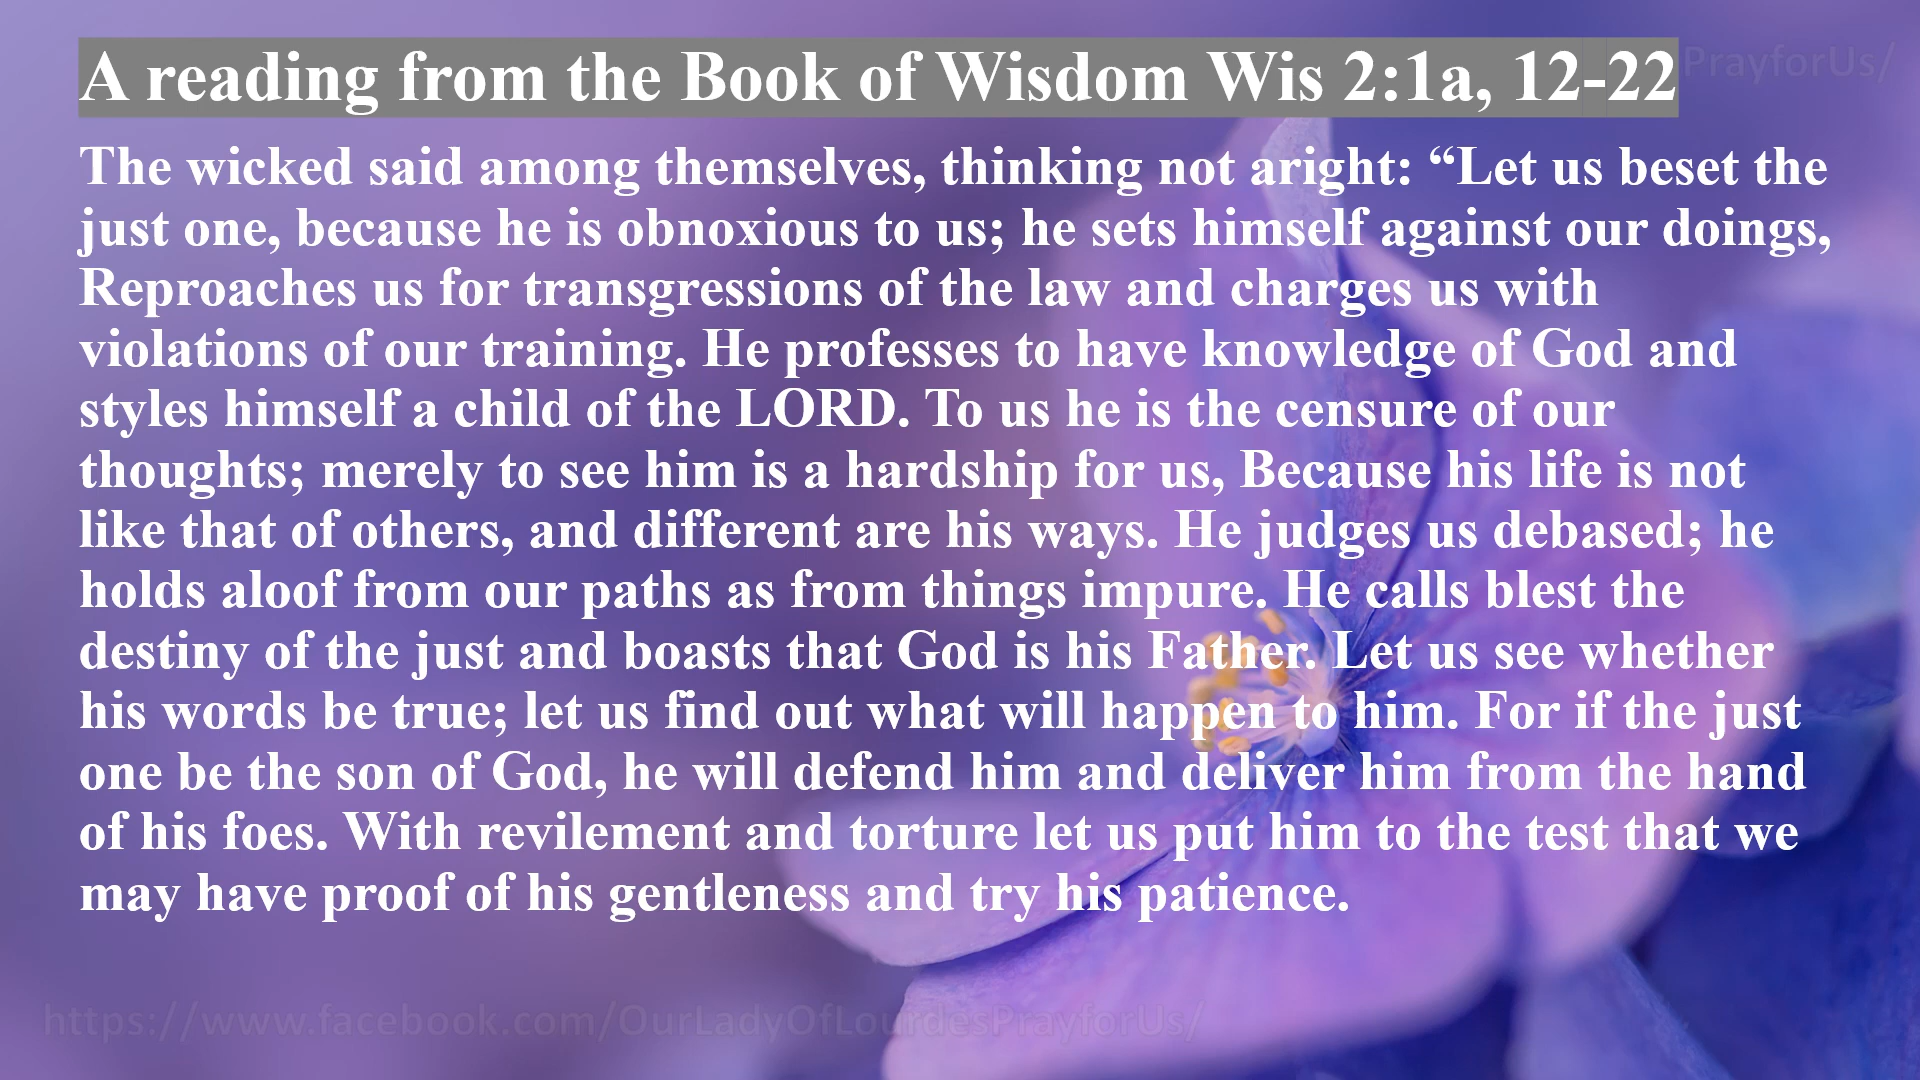 A reading from the Book of Wisdom Wis 2:1a, 12-22
PrayforUs/
The wicked said among themselves, thinking not aright: “Let us beset the
just one, because he is obnoxious to us; he sets himself against our doings,
Reproaches us for transgressions of the law and charges us with
violations of our training. He professes to have knowledge of God and
styles himself a child of the LORD. To us he is the censure of our
thoughts; merely to see him is a hardship for us, Because his life is not
like that of others, and different are his ways. He judges us debased; he
holds aloof from our paths as from things impure. He calls blest the
destiny of the just and boasts that God is his Father. Let us see whether
his words be true; let us find out what will happen to him. For if the just
one be the son of God, he will defend him and deliver him from the hand
of his foes. With revilement and torture let us put him to the test that we
may have proof of his gentleness and try his patience.
https://www.facebook.com/OurLadyOfLourdesPrayforUs/